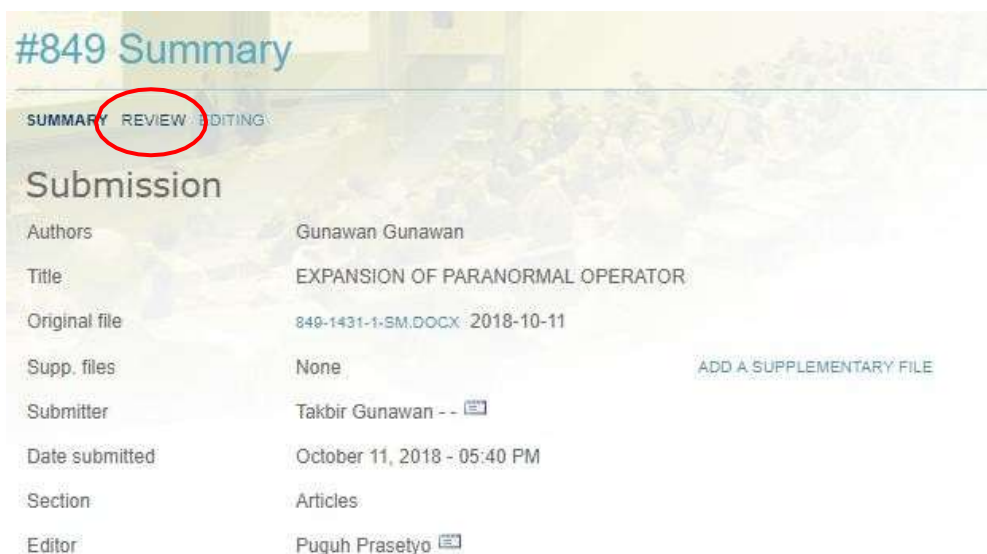 #849 Summary
SUMMARY REVIEW EDITING
Submission
Authors Gunawan Gunawan
Title EXPANSION OF PARANORMAL OPERATOR
Original file 849-1431-1-SM.DOCX 2018-10-11
Supp. files None ADD A SUPPLEMENTARY FILE
Submitter Takbir Gunawan - -
Date submitted October 11, 2018 - 05:40 PM
Section Articles
Editor Puguh Prasetyo